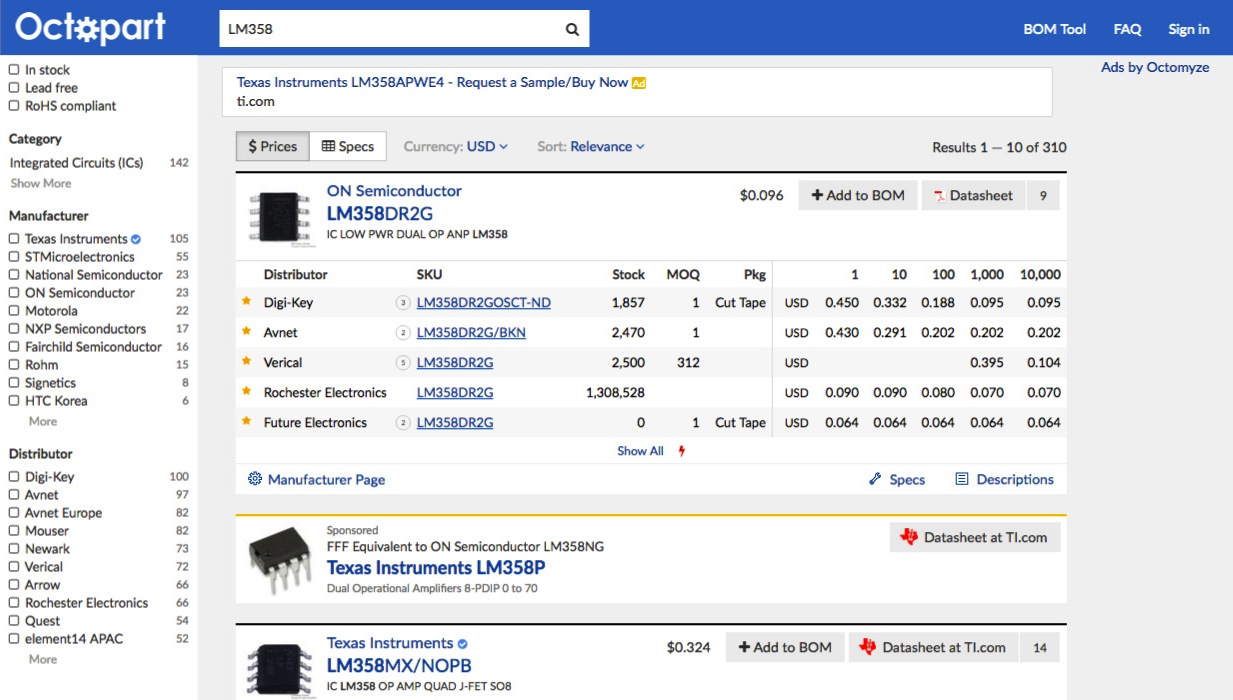 Octopart
LM358
BOM Tool FAQ Sign in
In stock
Lead free
RoHS compliant
Category
Integrated Circuits (ICs) 142
Show More
Manufacturer
Texas Instruments 105
STMicroelectronics 55
National Semiconductor 23
ON Semiconductor 23
Motorola 22
NXP Semiconductors 17
Fairchild Semiconductor 16
Rohm 15
Signetics 8
HTC Korea 6
More
Distributor
Digi-Key 100
Avnet 97
Avnet Europe 82
Mouser 82
Newark 73
Verical 72
Arrow 66
Rochester Electronics 66
Quest 54
element14 APAC 52
More
Texas Instruments LM358APWE4 - Request a Sample/Buy Now Ad
ti.com
Ads by Octomyze
$ Prices Specs Currency: USD Sort: Relevance Results 1 — 10 of 310
ON Semiconductor
LM358DR2G
IC LOW PWR DUAL OP ANP LM358
$0.096 + Add to BOM Datasheet 9
Distributor SKU Stock MOQ Pkg 1 10 100 1,000 10,000
Digi-Key 3 LM358DR2GOSCT-ND 1,857 1 Cut Tape USD 0.450 0.332 0.188 0.095 0.095
Avnet 2 LM358DR2G/BKN 2,470 1 USD 0.430 0.291 0.202 0.202 0.202
Verical 5 LM358DR2G 2,500 312 USD 0.395 0.104
Rochester Electronics LM358DR2G 1,308,528 USD 0.090 0.090 0.080 0.070 0.070
Future Electronics 2 LM358DR2G 0 1 Cut Tape USD 0.064 0.064 0.064 0.064 0.064
Show All
Manufacturer Page Specs Descriptions
Sponsored
FFF Equivalent to ON Semiconductor LM358NG
Texas Instruments LM358P
Dual Operational Amplifiers 8-PDIP 0 to 70
Datasheet at TI.com
Texas Instruments
LM358MX/NOPB
IC LM358 OP AMP QUAD J-FET SO8
$0.324 + Add to BOM Datasheet at TI.com 14